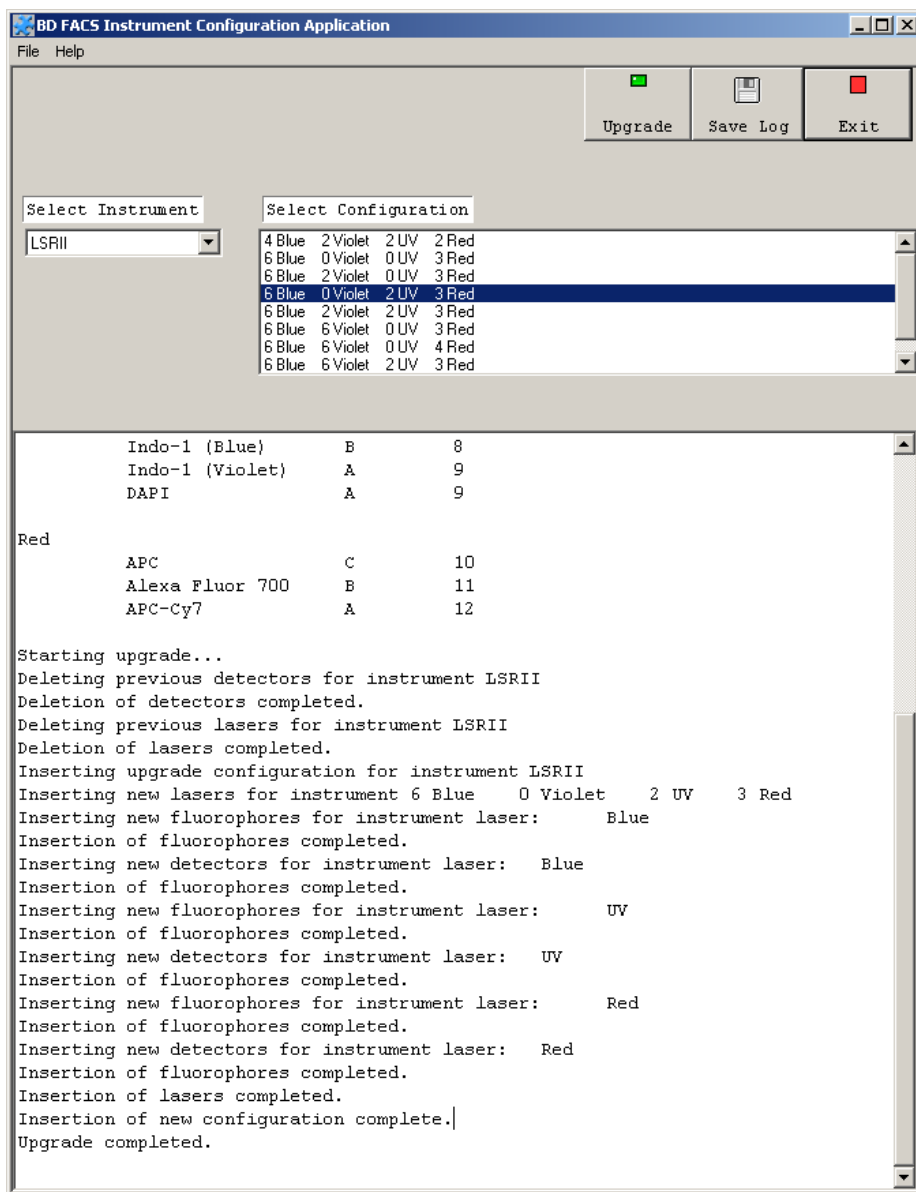 BD FACS Instrument Configuration Application
File Help
Upgrade Save Log Exit
Select Instrument Select Configuration
LSRII
4 Blue 2 Violet 2 UV 2 Red
6 Blue 0 Violet 0 UV 3 Red
6 Blue 2 Violet 0 UV 3 Red
6 Blue 0 Violet 2 UV 3 Red
6 Blue 2 Violet 2 UV 3 Red
6 Blue 6 Violet 0 UV 3 Red
6 Blue 6 Violet 0 UV 4 Red
6 Blue 6 Violet 2 UV 3 Red
Indo-1 (Blue) B 8
Indo-1 (Violet) A 9
DAPI A 9
Red
APC C 10
Alexa Fluor 700 B 11
APC-Cy7 A 12
Starting upgrade...
Deleting previous detectors for instrument LSRII
Deletion of detectors completed.
Deleting previous lasers for instrument LSRII
Deletion of lasers completed.
Inserting upgrade configuration for instrument LSRII
Inserting new lasers for instrument 6 Blue 0 Violet 2 UV 3 Red
Inserting new fluorophores for instrument laser: Blue
Insertion of fluorophores completed.
Inserting new detectors for instrument laser: Blue
Insertion of fluorophores completed.
Inserting new fluorophores for instrument laser: UV
Insertion of fluorophores completed.
Inserting new detectors for instrument laser: UV
Insertion of fluorophores completed.
Inserting new fluorophores for instrument laser: Red
Insertion of fluorophores completed.
Inserting new detectors for instrument laser: Red
Insertion of fluorophores completed.
Insertion of lasers completed.
Insertion of new configuration complete.
Upgrade completed.